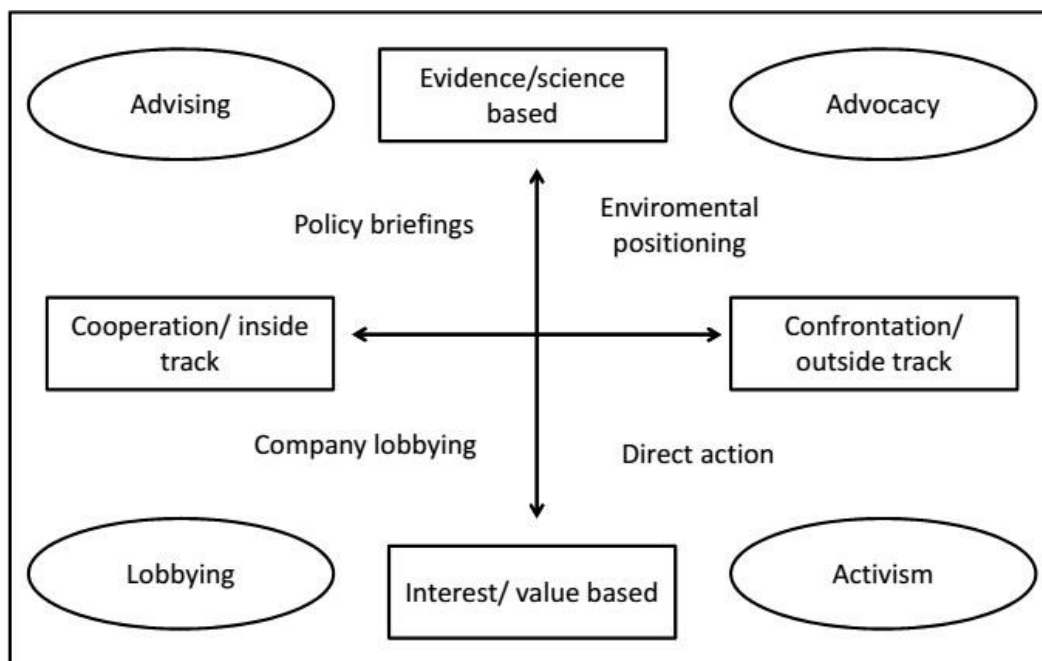 Advising
Evidence/science
based
Advocacy
Policy briefings
Enviromental
positioning
Cooperation/ inside
track
Confrontation/
outside track
Company lobbying
Direct action
Lobbying
Interest/ value based
Activism